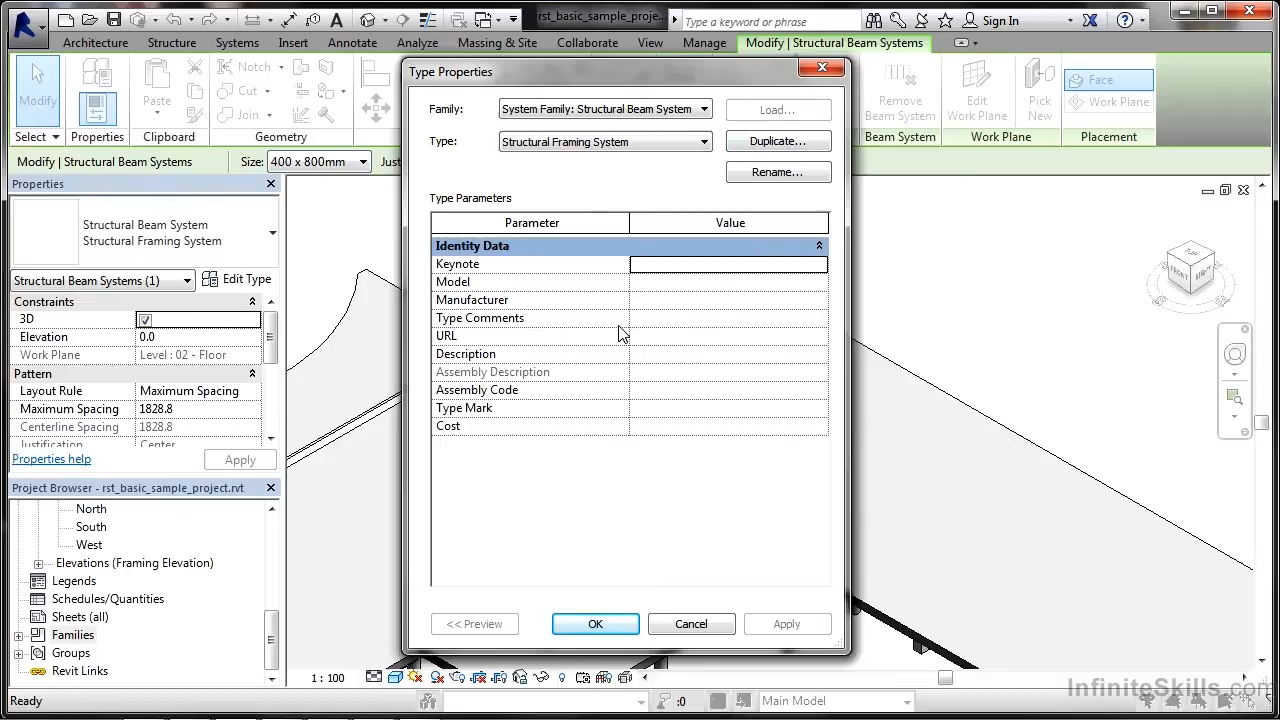 rst_basic_sample_proje...
Type a keyword or phrase
Sign In
Architecture
Structure
Systems
Insert
Annotate
Analyze
Massing & Site
Collaborate
View
Manage
Modify | Structural Beam Systems
Modify
Select
Properties
Paste
Clipboard
Notch
Cut
Join
Geometry
Remove
Beam System
Beam System
Edit
Work Plane
Pick
New
Work Plane
Face
Work Plane
Placement
Modify | Structural Beam Systems
Size:
400 x 800mm
Just
Properties
Structural Beam System
Structural Framing System
Structural Beam Systems (1)
Edit Type
Constraints
3D
Elevation
0.0
Work Plane
Level : 02 - Floor
Pattern
Layout Rule
Maximum Spacing
Maximum Spacing
1828.8
Centerline Spacing
1828.8
Justification
Center
Properties help
Apply
Project Browser - rst_basic_sample_project.rvt
North
South
West
Elevations (Framing Elevation)
Legends
Schedules/Quantities
Sheets (all)
Families
Groups
Revit Links
Type Properties
Family:
System Family: Structural Beam System
Load...
Type:
Structural Framing System
Duplicate...
Rename...
Type Parameters
Parameter
Value
Identity Data
Keynote
Model
Manufacturer
Type Comments
URL
Description
Assembly Description
Assembly Code
Type Mark
Cost
<< Preview
OK
Cancel
Apply
TOP
FRONT
RIGHT
1 : 100
Ready
:0
Main Model
InfiniteSkills.com